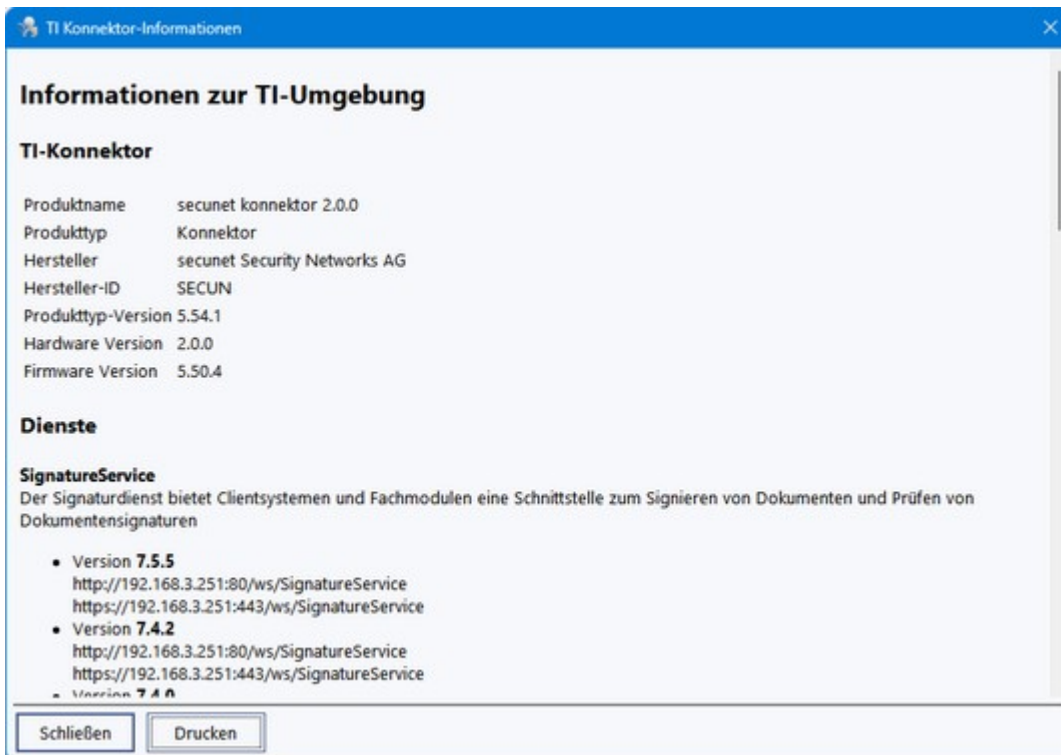 TI Konnektor-Informationen
Informationen zur TI-Umgebung
TI-Konnektor
Produktname secunet konnektor 2.0.0
Produkttyp Konnektor
Hersteller secunet Security Networks AG
Hersteller-ID SECUN
Produkttyp-Version 5.54.1
Hardware Version 2.0.0
Firmware Version 5.50.4
Dienste
SignatureService
Der Signaturdienst bietet Clientsystemen und Fachmodulen eine Schnittstelle zum Signieren von Dokumenten und Prüfen von
Dokumentensignaturen
• Version 7.5.5
http://192.168.3.251:80/ws/SignatureService
https://192.168.3.251:443/ws/SignatureService
• Version 7.4.2
http://192.168.3.251:80/ws/SignatureService
https://192.168.3.251:443/ws/SignatureService
• Version 7.4.0
Schließen Drucken